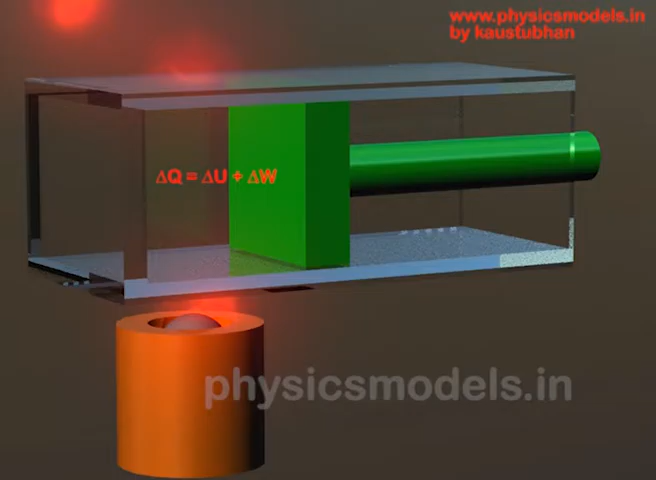 www.physicsmodels.in
by kaustubhan
ΔQ = ΔU + ΔW
physicsmodels.in